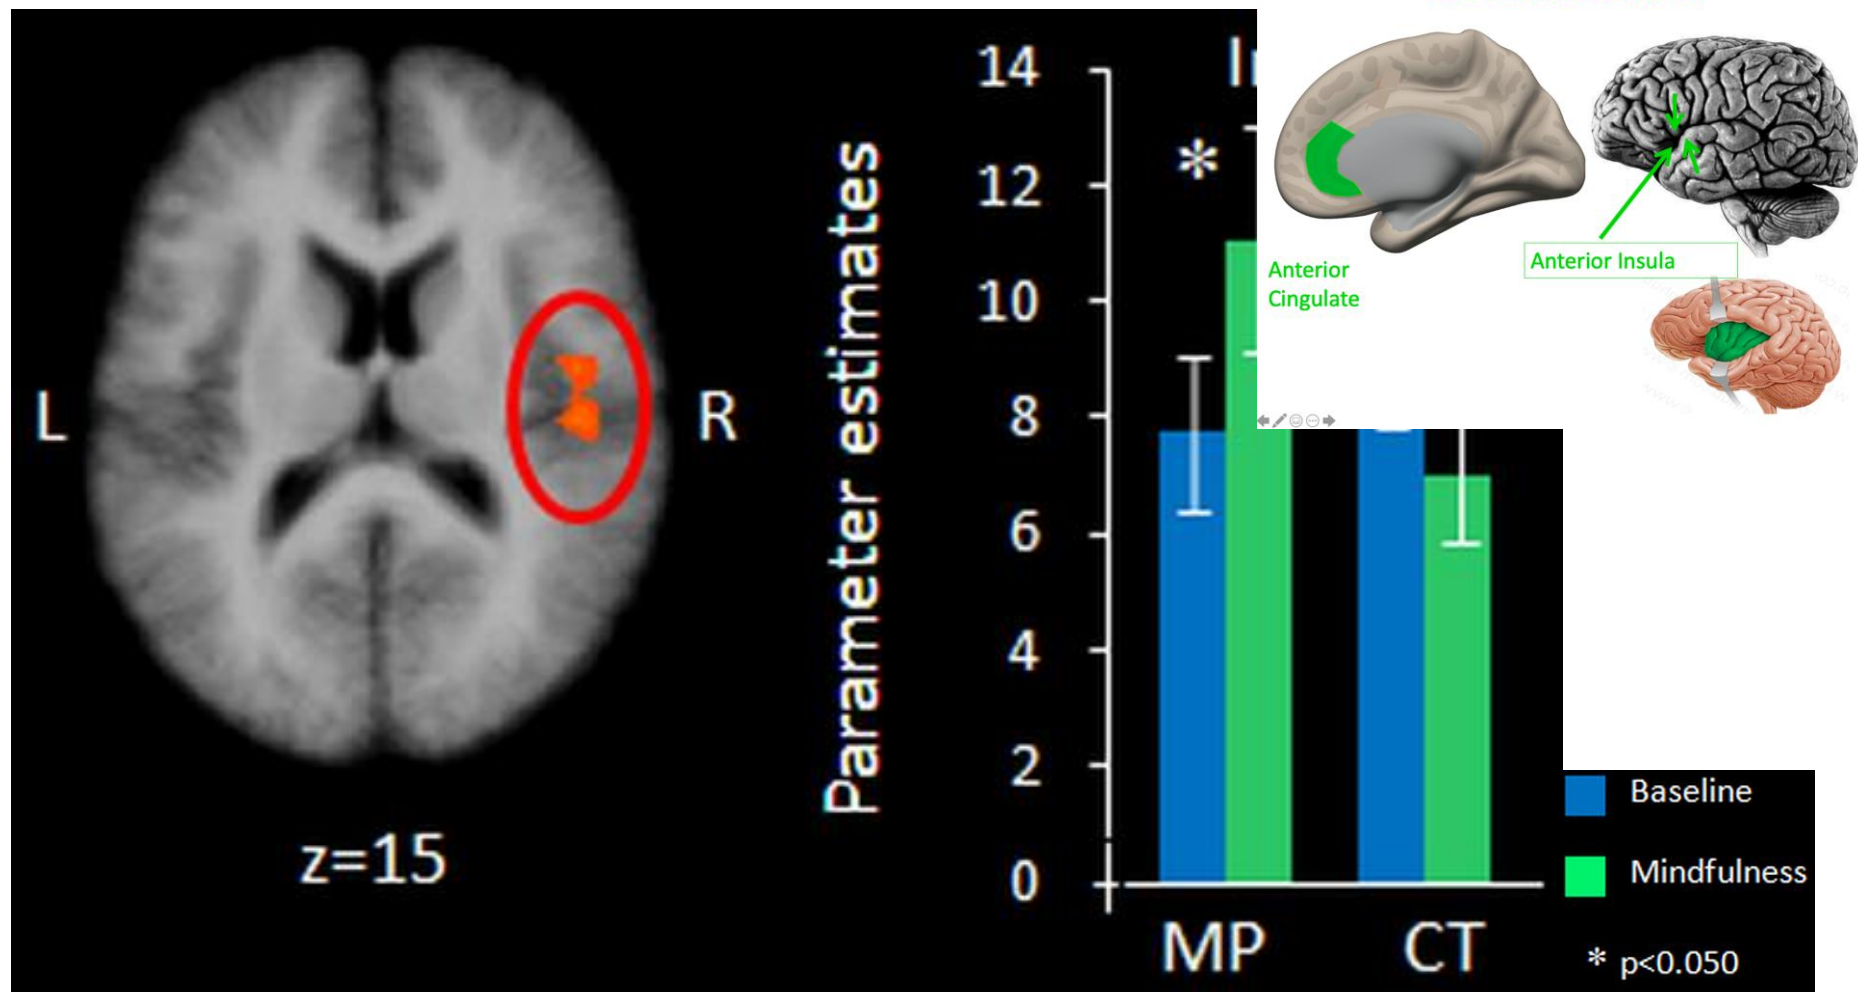 L
R
z=15
Parameter estimates
14
12
10
8
6
4
2
0
*
MP
CT
Anterior
Cingulate
Anterior Insula
Baseline
Mindfulness
* p<0.050